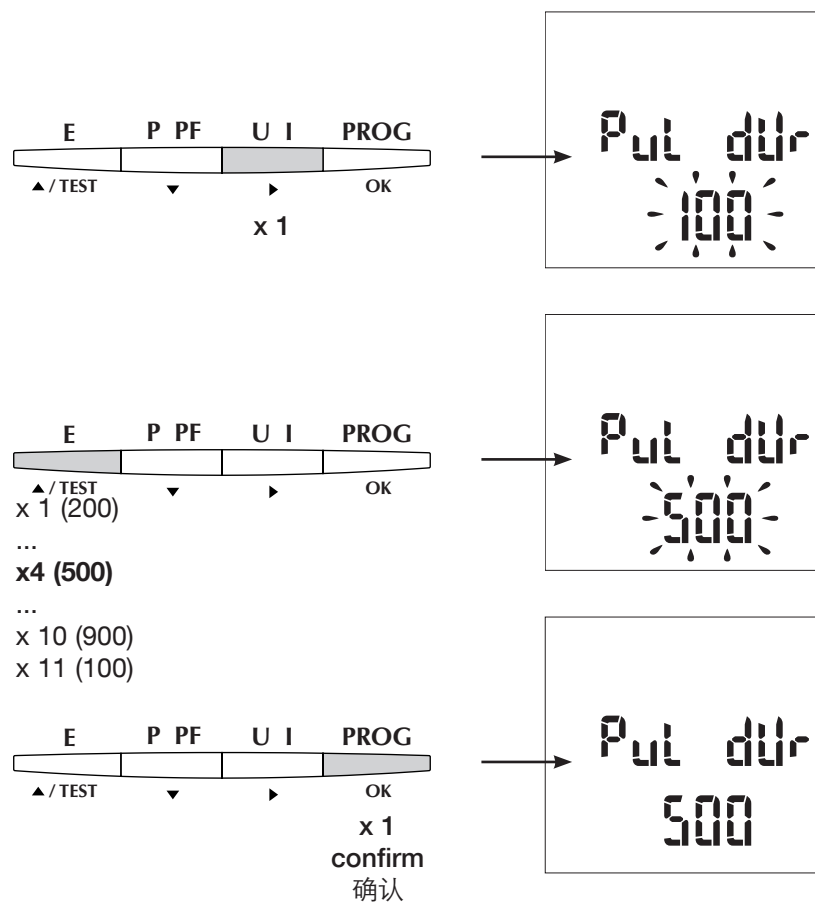 E P PF U I PROG
▲ / TEST ▼ ▶ OK
x 1
Pul dUr
100
E P PF U I PROG
▲ / TEST ▼ ▶ OK
x 1 (200)
...
x4 (500)
...
x 10 (900)
x 11 (100)
Pul dUr
500
E P PF U I PROG
▲ / TEST ▼ ▶ OK
x 1
confirm
确认
Pul dUr
500